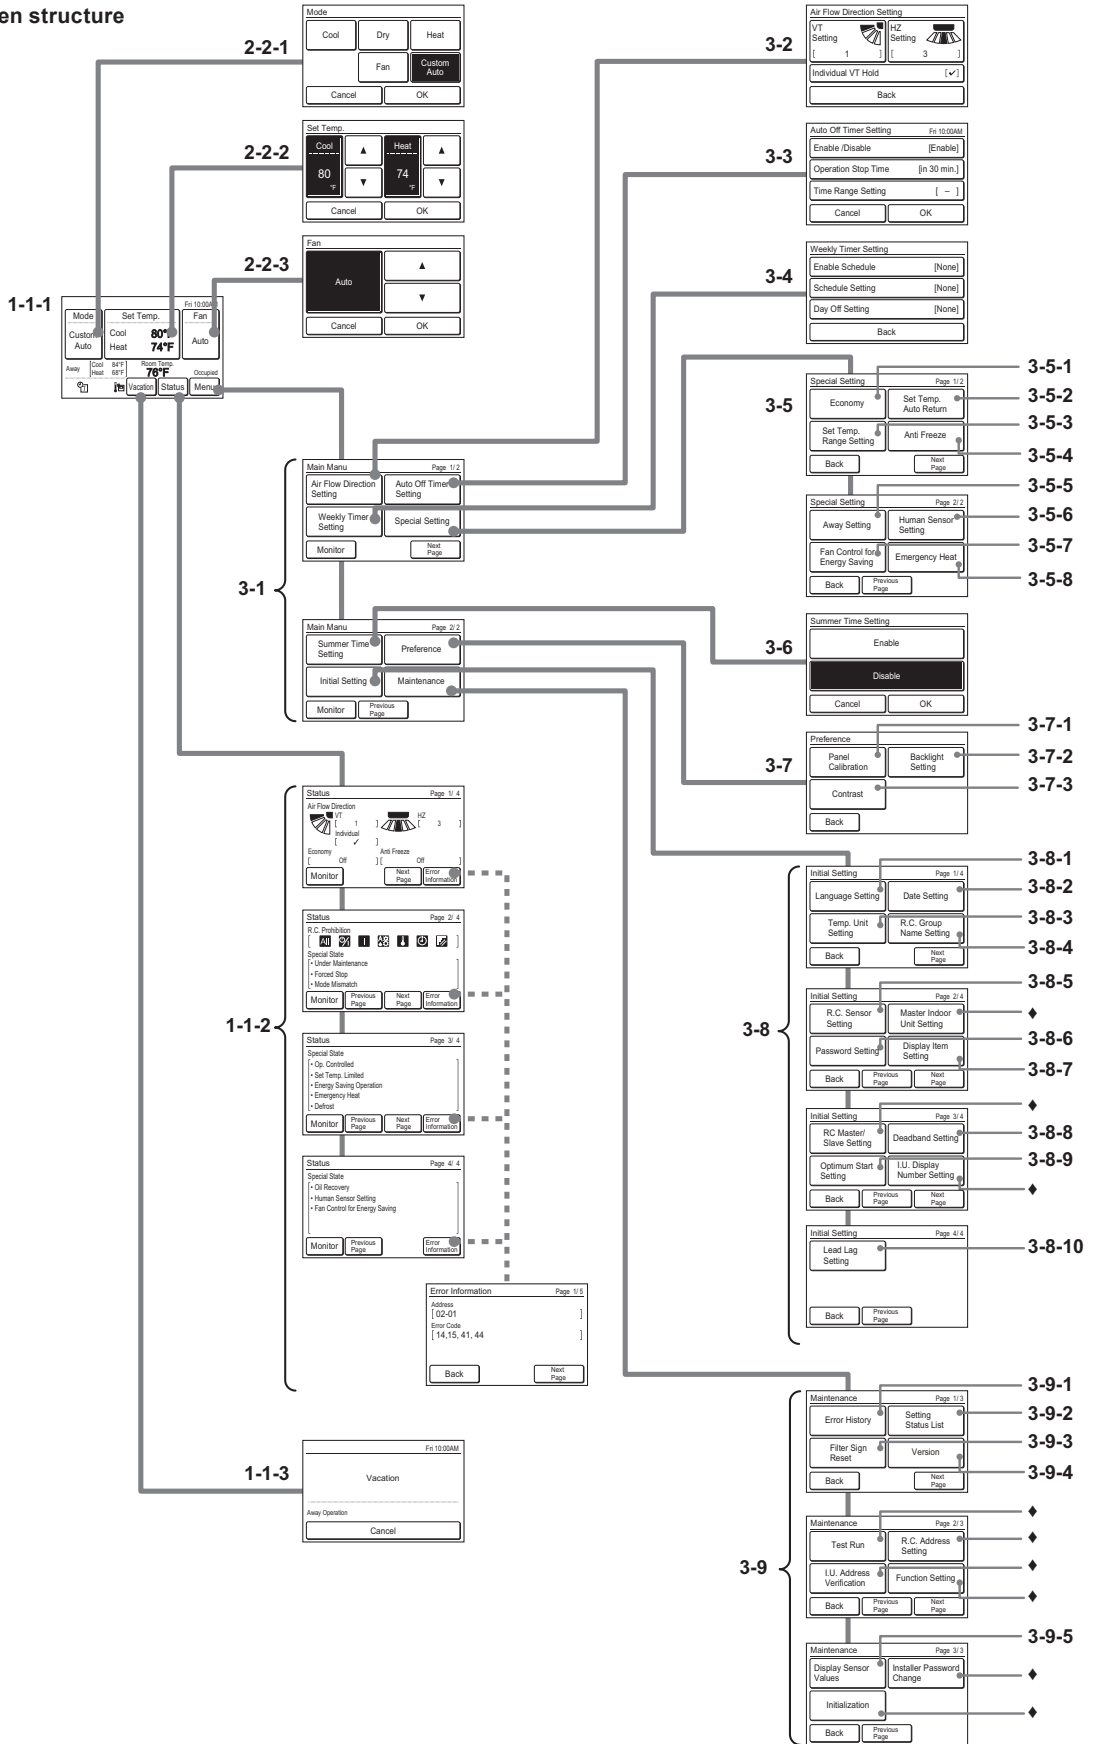 en structure
Mode
Cool Dry Heat
Fan Custom
Auto
Cancel OK
2-2-1
Set Temp.
Cool Heat
80 °F 74 °F
▲ ▲
▼ ▼
Cancel OK
2-2-2
Fan
Auto
▲
▼
Cancel OK
2-2-3
1-1-1
Fri 10:00A
Mode Set Temp. Fan
Custom
Auto
Cool 80°F
Heat 74°F
Auto
Away [Cool 84°F
Heat 68°F]
Room Temp.
76°F
Occupied
Vacation Status Menu
3-1
Main Manu Page 1/ 2
Air Flow Direction
Setting
Auto Off Timer
Setting
Weekly Timer
Setting
Special Setting
Monitor Next
Page
Main Manu Page 2/ 2
Summer Time
Setting
Preference
Initial Setting Maintenance
Monitor Previous
Page
1-1-2
Status Page 1/ 4
Air Flow Direction
VT
[ 1 ]
HZ
[ 3 ]
Individual
[ ✓ ]
Economy Anti Freeze
[ Off ] [ Off ]
Monitor Next
Page Error
Information
Status Page 2/ 4
R.C. Prohibition
[ All ]
Special State
• Under Maintenance
• Forced Stop
• Mode Mismatch
Monitor Previous
Page Next
Page Error
Information
Status Page 3/ 4
Special State
• Op. Controlled
• Set Temp. Limited
• Energy Saving Operation
• Emergency Heat
• Defrost
Monitor Previous
Page Next
Page Error
Information
Status Page 4/ 4
Special State
• Oil Recovery
• Human Sensor Setting
• Fan Control for Energy Saving
Monitor Previous
Page Error
Information
Error Information Page 1/ 5
Address
[ 02-01 ]
Error Code
[ 14,15, 41, 44 ]
Back Next
Page
1-1-3
Fri 10:00AM
Vacation
Away Operation
Cancel
3-2
Air Flow Direction Setting
VT
Setting
[ 1 ]
HZ
Setting
[ 3 ]
Individual VT Hold [✔]
Back
3-3
Auto Off Timer Setting Fri 10:00AM
Enable /Disable [Enable]
Operation Stop Time [in 30 min.]
Time Range Setting [ – ]
Cancel OK
3-4
Weekly Timer Setting
Enable Schedule [None]
Schedule Setting [None]
Day Off Setting [None]
Back
3-5
Special Setting Page 1/ 2
Economy Set Temp.
Auto Return
Set Temp.
Range Setting
Anti Freeze
Back Next
Page
3-5-1
3-5-2
3-5-3
3-5-4
Special Setting Page 2/ 2
Away Setting Human Sensor
Setting
Fan Control for
Energy Saving
Emergency Heat
Back Previous
Page
3-5-5
3-5-6
3-5-7
3-5-8
3-6
Summer Time Setting
Enable
Disable
Cancel OK
3-7
Preference
Panel
Calibration
Backlight
Setting
Contrast
Back
3-7-1
3-7-2
3-7-3
3-8
Initial Setting Page 1/ 4
Language Setting Date Setting
Temp. Unit
Setting
R.C. Group
Name Setting
Back Next
Page
3-8-1
3-8-2
3-8-3
3-8-4
Initial Setting Page 2/ 4
R.C. Sensor
Setting
Master Indoor
Unit Setting
Password Setting Display Item
Setting
Back Previous
Page Next
Page
3-8-5
♦
3-8-6
3-8-7
Initial Setting Page 3/ 4
RC Master/
Slave Setting
Deadband Setting
Optimum Start
Setting
I.U. Display
Number Setting
Back Previous
Page Next
Page
♦
3-8-8
3-8-9
♦
Initial Setting Page 4/ 4
Lead Lag
Setting
Back Previous
Page
3-8-10
3-9
Maintenance Page 1/ 3
Error History Setting
Status List
Filter Sign
Reset
Version
Back Next
Page
3-9-1
3-9-2
3-9-3
3-9-4
Maintenance Page 2/ 3
Test Run R.C. Address
Setting
I.U. Address
Verification
Function Setting
Back Previous
Page Next
Page
♦
♦
♦
♦
Maintenance Page 3/ 3
Display Sensor
Values
Installer Password
Change
Initialization
Back Previous
Page
3-9-5
♦
♦